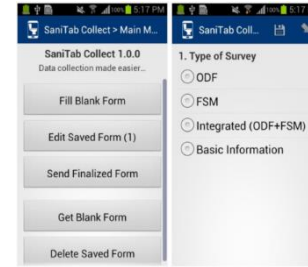 100% 5:17 PM
SaniTab Collect > Main M...
SaniTab Collect 1.0.0
Data collection made easier...
Fill Blank Form
Edit Saved Form (1)
Send Finalized Form
Get Blank Form
Delete Saved Form
100% 5:17
SaniTab Coll...
1. Type of Survey
ODF
FSM
Integrated (ODF+FSM)
Basic Information